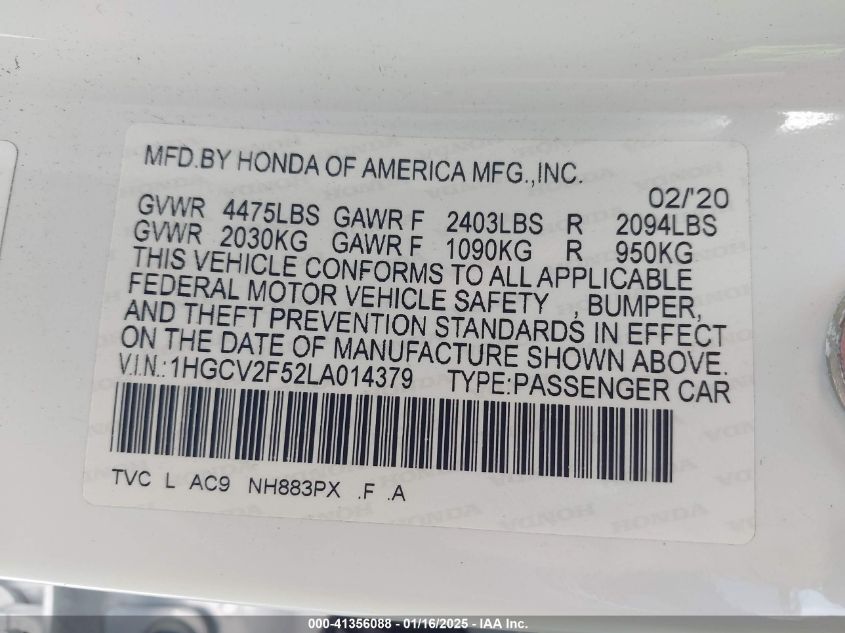 MFD.BY HONDA OF AMERICA MFG.,INC.
02/'20
GVWR 4475LBS GAWR F 2403LBS R 2094LBS
GVWR 2030KG GAWR F 1090KG R 950KG
THIS VEHICLE CONFORMS TO ALL APPLICABLE
FEDERAL MOTOR VEHICLE SAFETY , BUMPER,
AND THEFT PREVENTION STANDARDS IN EFFECT
ON THE DATE OF MANUFACTURE SHOWN ABOVE.
V.I.N.:1HGCV2F52LA014379 TYPE:PASSENGER CAR
TVC L AC9 NH883PX .F .A
000-41356088 - 01/16/2025 - IAA Inc.